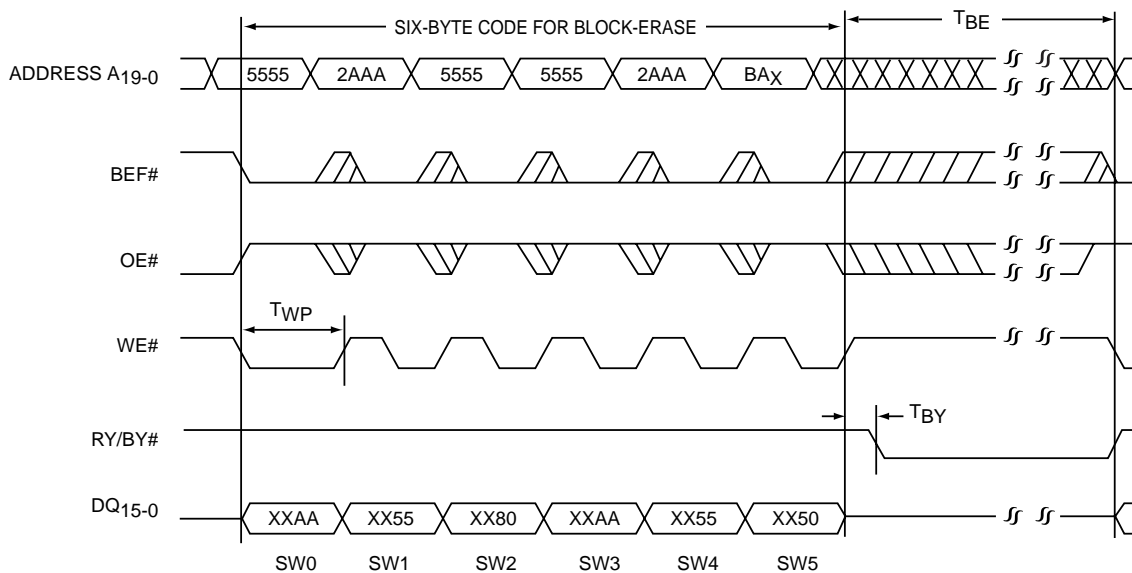 SIX-BYTE CODE FOR BLOCK-ERASE TBE
ADDRESS A19-0 5555 2AAA 5555 5555 2AAA BAX
BEF#
OE#
TWP
WE#
TBY
RY/BY#
DQ15-0 XXAA XX55 XX80 XXAA XX55 XX50
SW0 SW1 SW2 SW3 SW4 SW5